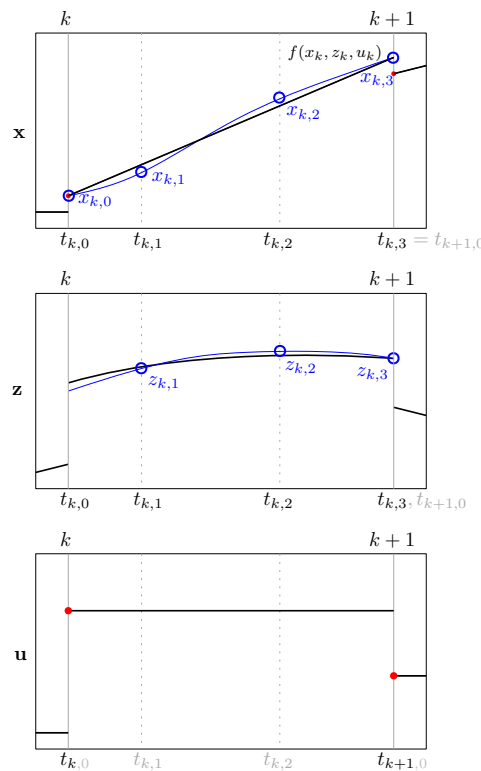 k k + 1
f(x_k, z_k, u_k)
x_{k,3}
x_{k,2}
x
x_{k,1}
x_{k,0}
t_{k,0} t_{k,1} t_{k,2} t_{k,3} = t_{k+1,0}
k k + 1
z_{k,2}
z_{k,3}
z_{k,1}
z
t_{k,0} t_{k,1} t_{k,2} t_{k,3}, t_{k+1,0}
k k + 1
u
t_{k,0} t_{k,1} t_{k,2} t_{k+1,0}